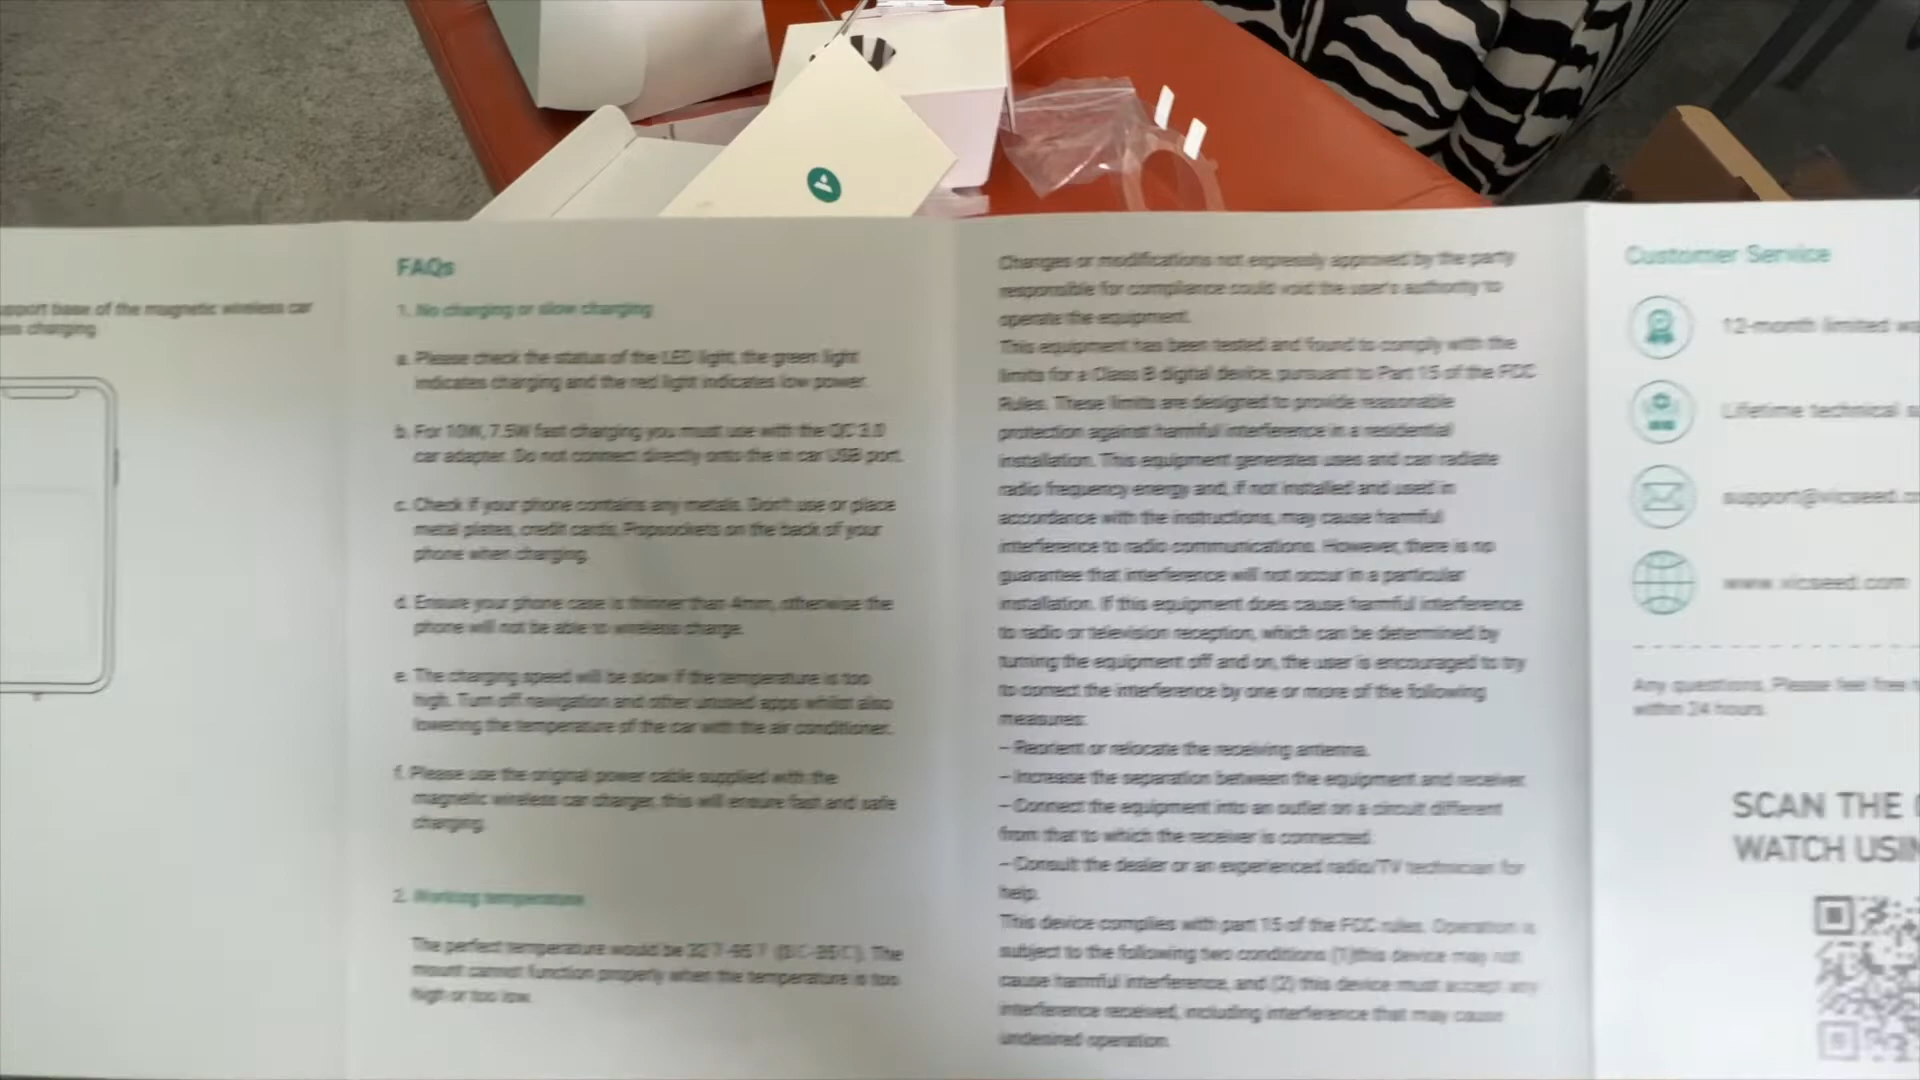 upport base of the magnetic wireless car
ess charging.
FAQs
1. No charging or slow charging
a. Please check the status of the LED light, the green light
indicates charging and the red light indicates low power.
b. For 10W, 7.5W fast charging you must use with the QC 3.0
car adapter. Do not connect directly onto the in car USB port.
c. Check if your phone contains any metals. Don't use or place
metal plates, credit cards, Popsockets on the back of your
phone when charging.
d. Ensure your phone case is thinner than 4mm, otherwise the
phone will not be able to wireless charge.
e. The charging speed will be slow if the temperature is too
high. Turn off navigation and other unused apps whilst also
lowering the temperature of the car with the air conditioner.
f. Please use the original power cable supplied with the
magnetic wireless car charger, this will ensure fast and safe
charging.
2. Working temperature
The perfect temperature would be The
mount cannot function properly when the temperature is too
high or too low.
Changes or modifications not expressly approved by the party
responsible for compliance could void the user's authority to
operate the equipment.
This equipment has been tested and found to comply with the
limits for a Class B digital device, pursuant to Part 15 of the FCC
Rules. These limits are designed to provide reasonable
protection against harmful interference in a residential
installation. This equipment generates uses and can radiate
radio frequency energy and, if not installed and used in
accordance with the instructions, may cause harmful
interference to radio communications. However, there is no
guarantee that interference will not occur in a particular
installation. If this equipment does cause harmful interference
to radio or television reception, which can be determined by
turning the equipment off and on, the user is encouraged to try
to correct the interference by one or more of the following
measures:
– Reorient or relocate the receiving antenna.
– Increase the separation between the equipment and receiver.
– Connect the equipment into an outlet on a circuit different
from that to which the receiver is connected.
– Consult the dealer or an experienced radio/TV technician for
help.
This device complies with part 15 of the FCC rules. Operation is
subject to the following two conditions (1)this device may not
cause harmful interference, and (2) this device must accept any
interference received, including interference that may cause
undesired operation.
Customer Service
12-month limited wa
Lifetime technical s
support@vicseed.c
www.vicseed.com
Any questions, Please feel free t
within 24 hours.
SCAN THE
WATCH USIN